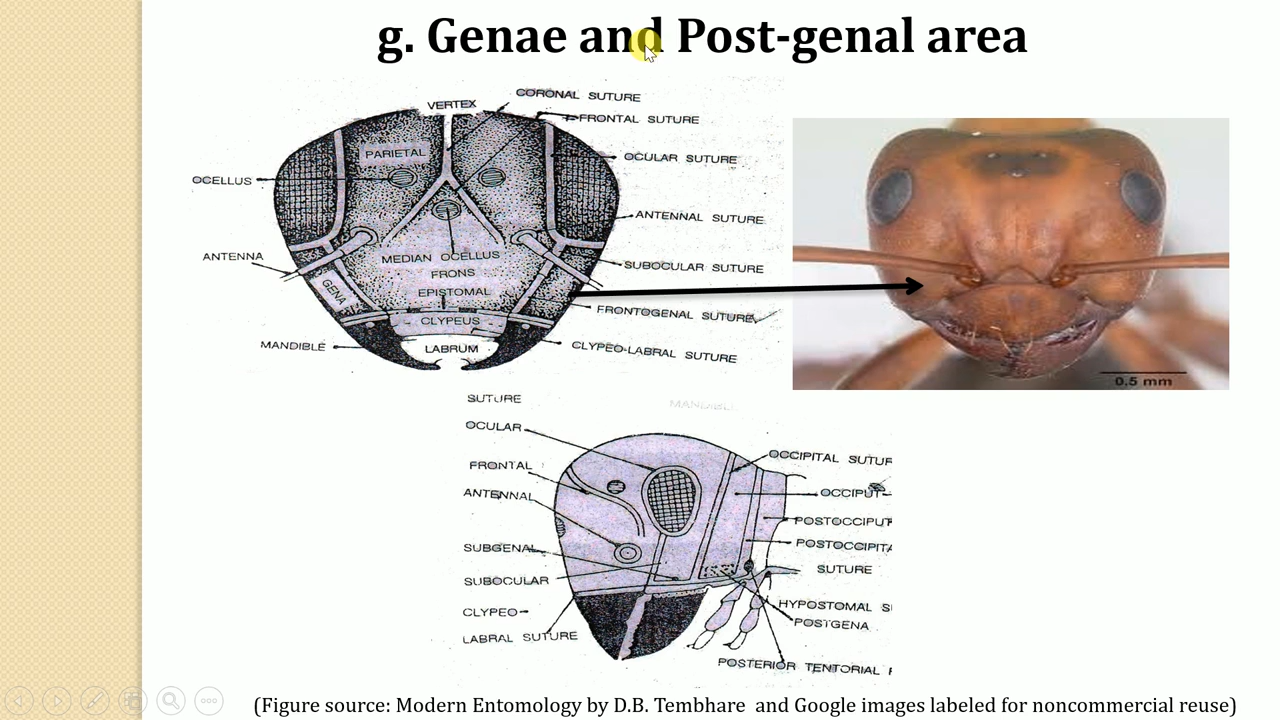 g. Genae and Post-genal area
VERTEX
CORONAL SUTURE
FRONTAL SUTURE
PARIETAL
OCULAR SUTURE
OCELLUS
ANTENNAL SUTURE
ANTENNA
MEDIAN OCELLUS
SUBOCULAR SUTURE
FRONS
GENA
EPISTOMAL
FRONTOGENAL SUTURE
CLYPEUS
MANDIBLE
LABRUM
CLYPEO-LABRAL SUTURE
0.5 mm
SUTURE
MANDIBLE
OCULAR
FRONTAL
ANTENNAL
SUBGENAL
SUBOCULAR
CLYPEO-
LABRAL SUTURE
OCCIPITAL SUTUR
OCCIPUT
POSTOCCIPUT
POSTOCCIPITA
SUTURE
HYPOSTOMAL S
POSTGENA
POSTERIOR TENTORIAL
(Figure source: Modern Entomology by D.B. Tembhare and Google images labeled for noncommercial reuse)